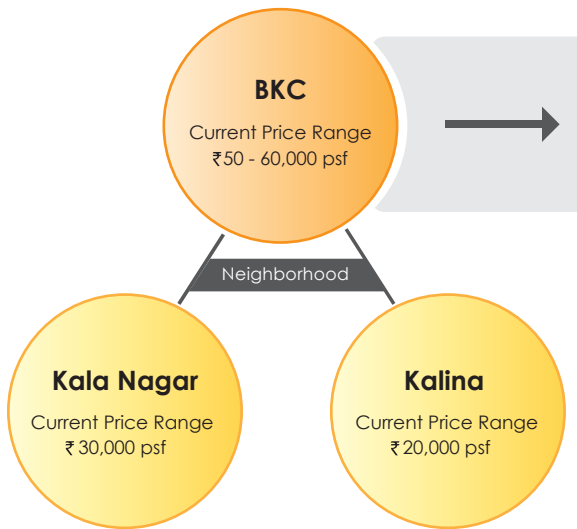 BKC
Current Price Range
₹50 - 60,000 psf
Neighborhood
Kala Nagar
Current Price Range
₹ 30,000 psf
Kalina
Current Price Range
₹20,000 psf